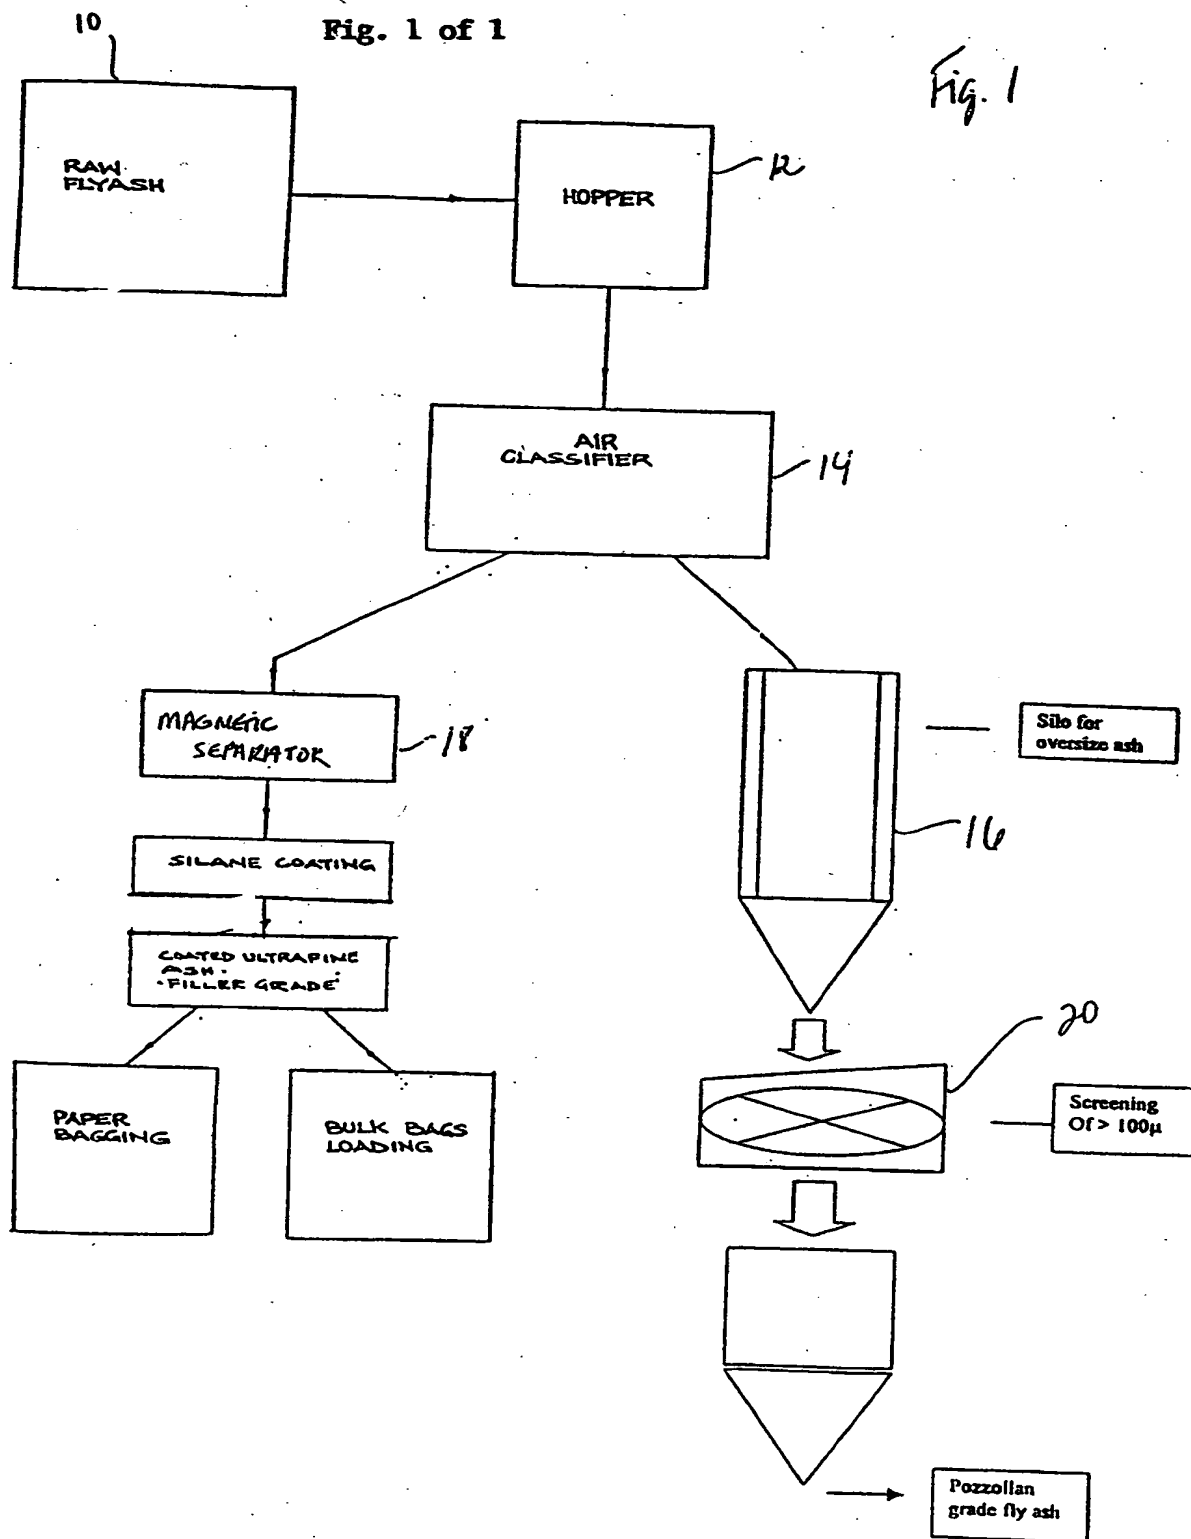 10
Fig. 1 of 1
Fig. 1
RAW
FLYASH
HOPPER
12
AIR
CLASSIFIER
14
MAGNETIC
SEPARATOR
18
Silo for
oversize ash
16
SILANE COATING
COATED ULTRAFINE
ASH.
FILLER GRADE
20
PAPER
BAGGING
BULK BAGS
LOADING
Screening
Of > 100µ
Pozzollan
grade fly ash